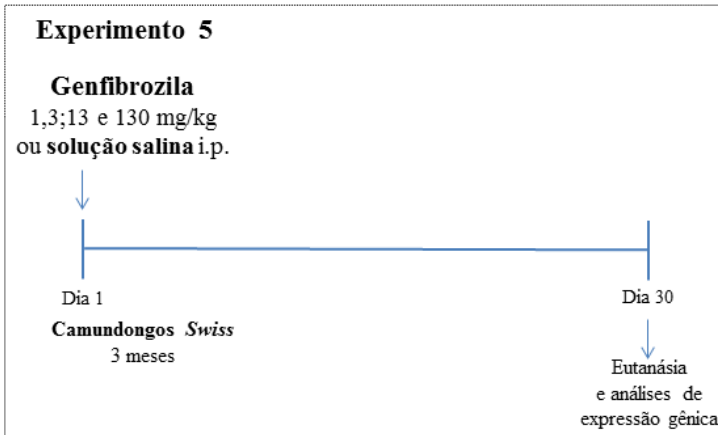 Experimento 5
Genfibrozila
1,3;13 e 130 mg/kg
ou solução salina i.p.
Dia 1
Camundongos Swiss
3 meses
Dia 30
Eutanásia
e análises de
expressão gênica